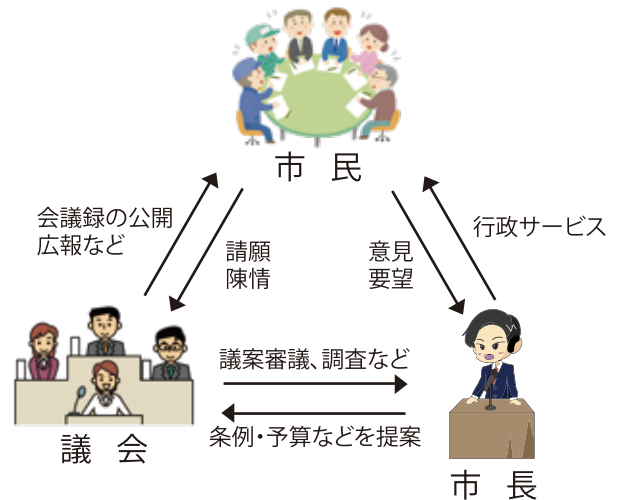 市民
会議録の公開
広報など
請願
陳情
意見
要望
行政サービス
議案審議、調査など
条例・予算などを提案
議会
市長